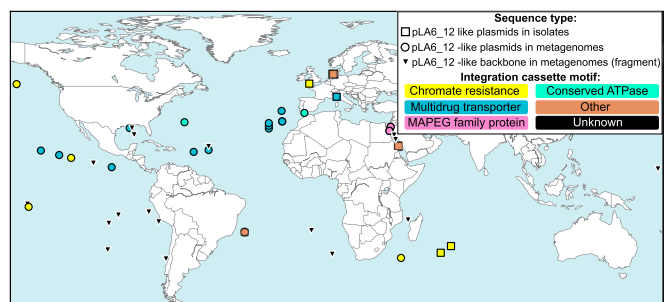 Sequence type:
pLA6_12 like plasmids in isolates
pLA6_12 -like plasmids in metagenomes
pLA6_12 -like backbone in metagenomes (fragment)
Integration cassette motif:
Chromate resistance Conserved ATPase
Multidrug transporter Other
MAPEG family protein Unknown